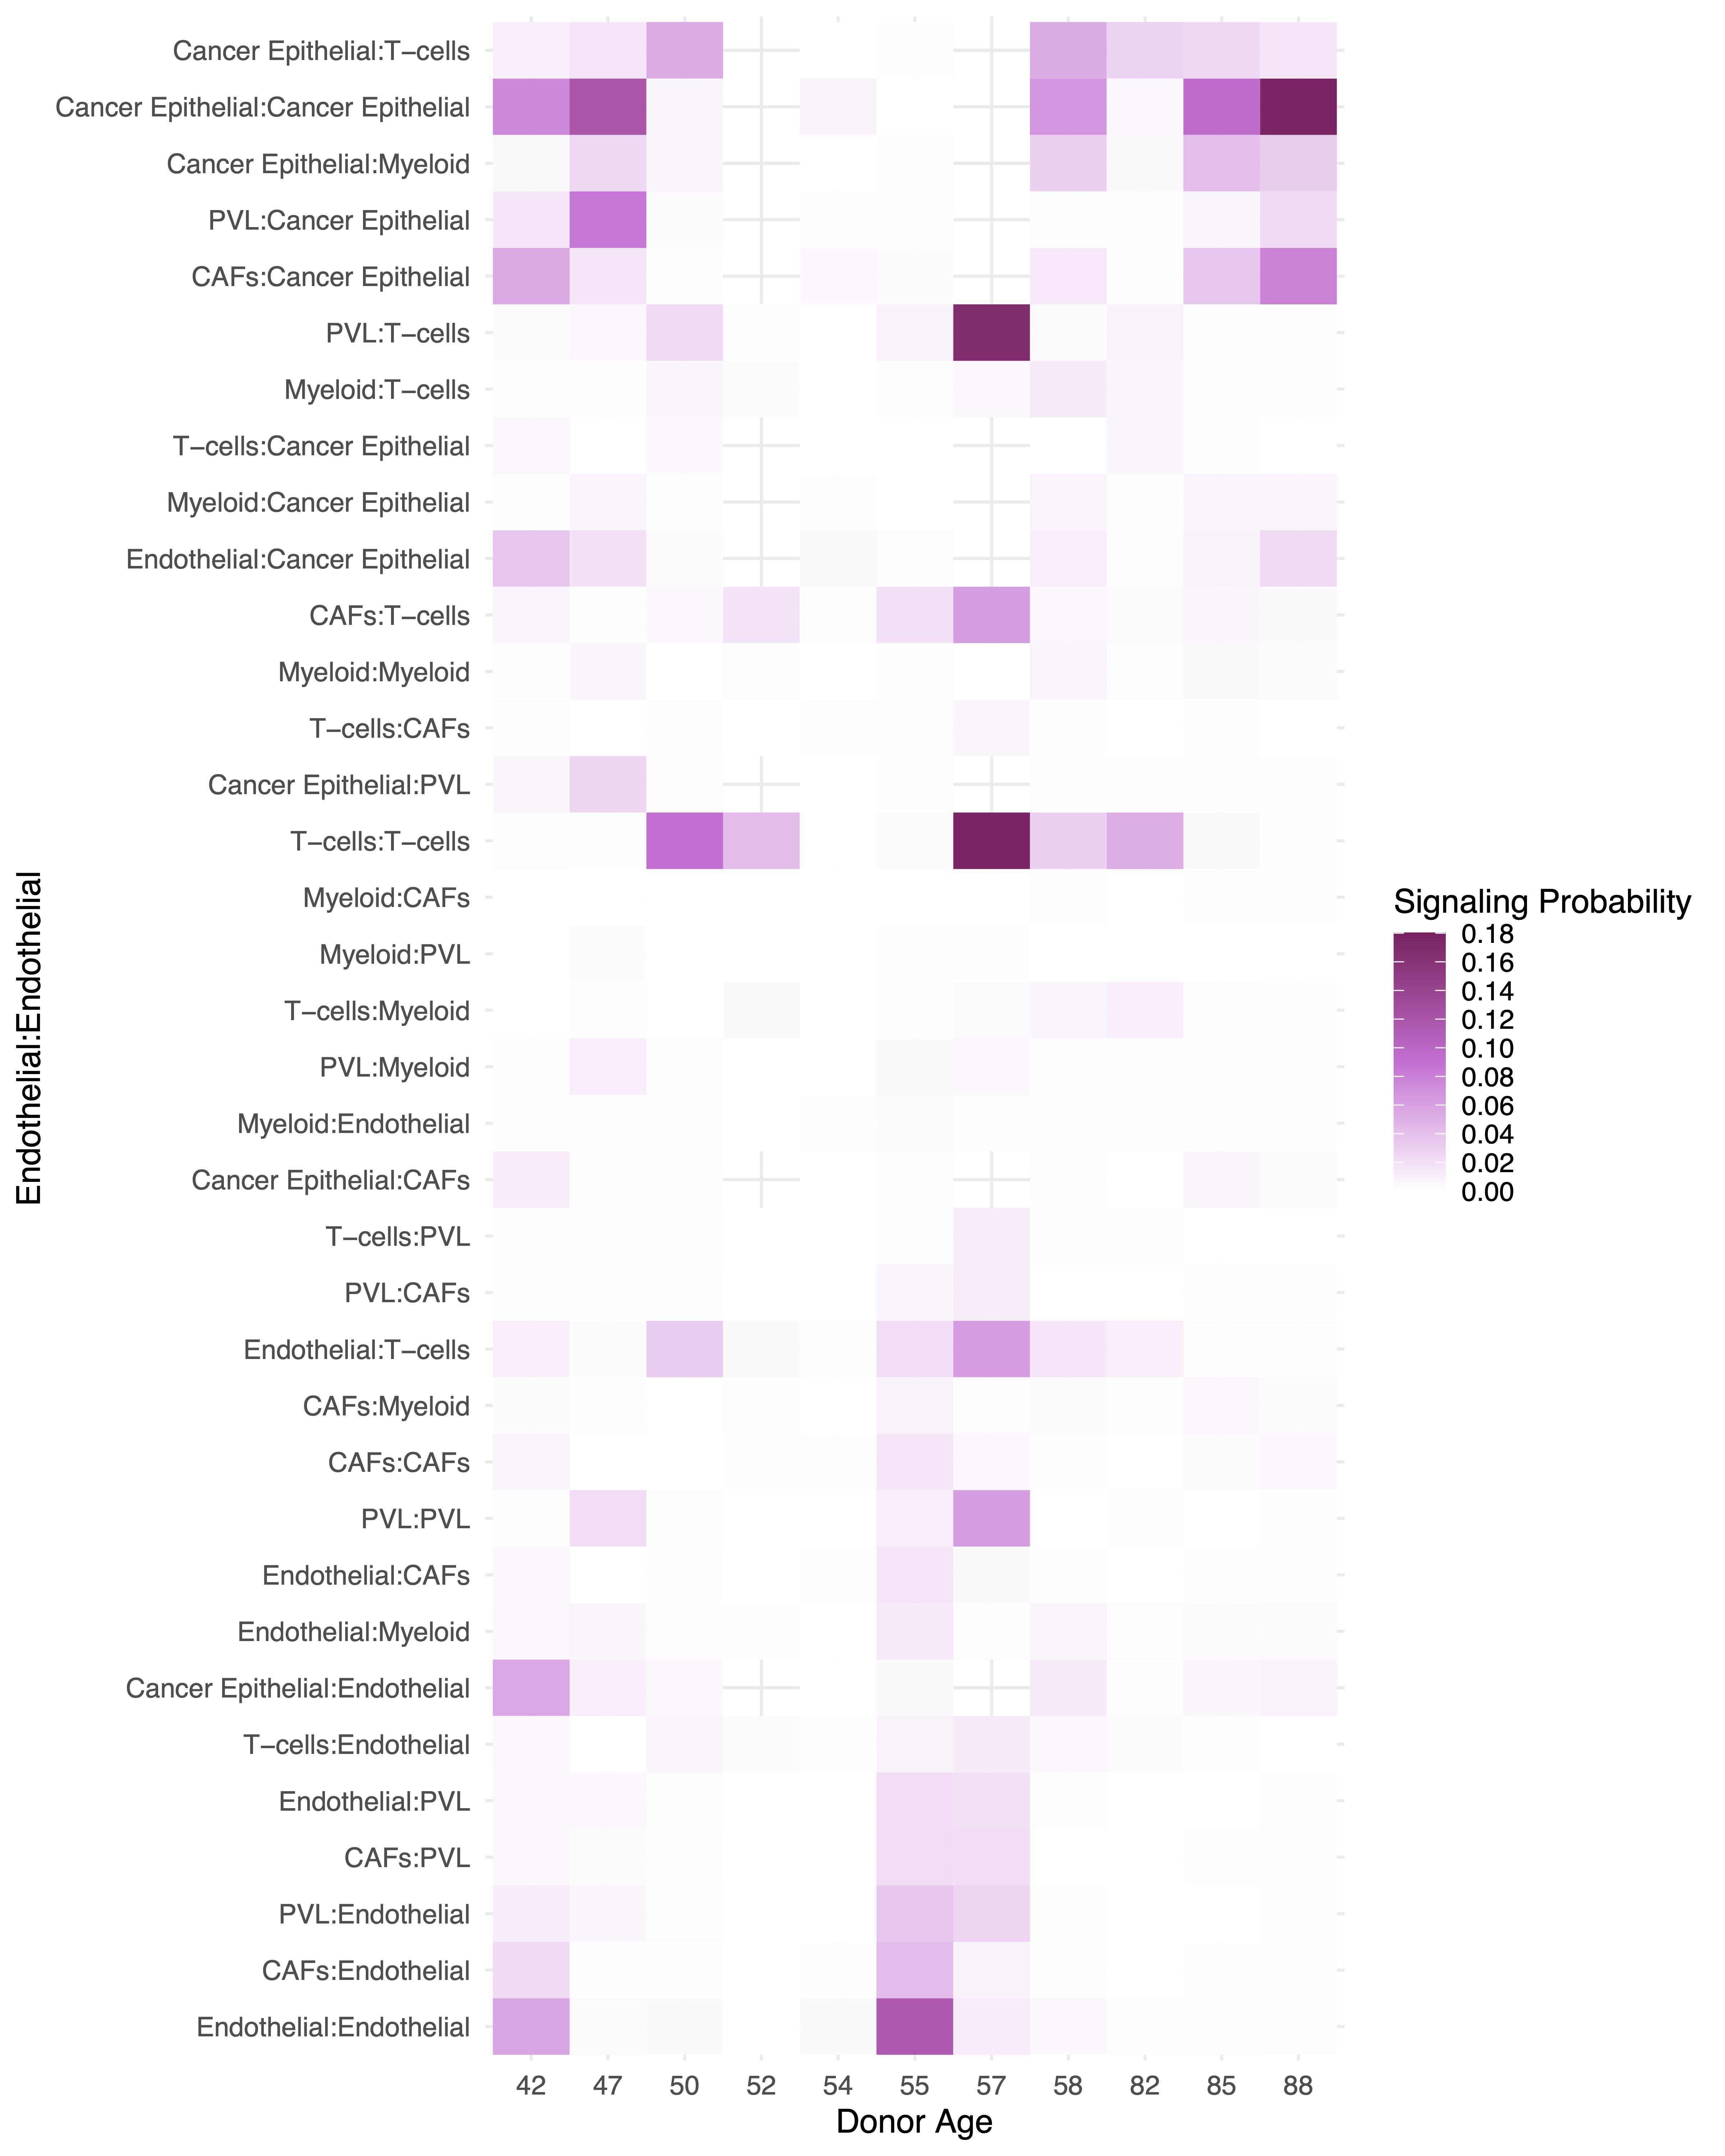 Cancer Epithelial:T−cells
Cancer Epithelial:Cancer Epithelial
Cancer Epithelial:Myeloid
PVL:Cancer Epithelial
CAFs:Cancer Epithelial
PVL:T−cells
Myeloid:T−cells
T−cells:Cancer Epithelial
Myeloid:Cancer Epithelial
Endothelial:Cancer Epithelial
CAFs:T−cells
Myeloid:Myeloid
T−cells:CAFs
Cancer Epithelial:PVL
T−cells:T−cells
Myeloid:CAFs
Myeloid:PVL
T−cells:Myeloid
PVL:Myeloid
Myeloid:Endothelial
Cancer Epithelial:CAFs
T−cells:PVL
PVL:CAFs
Endothelial:T−cells
CAFs:Myeloid
CAFs:CAFs
PVL:PVL
Endothelial:CAFs
Endothelial:Myeloid
Cancer Epithelial:Endothelial
T−cells:Endothelial
Endothelial:PVL
CAFs:PVL
PVL:Endothelial
CAFs:Endothelial
Endothelial:Endothelial
Endothelial:Endothelial
42 47 50 52 54 55 57 58 82 85 88
Donor Age
Signaling Probability
0.18
0.16
0.14
0.12
0.10
0.08
0.06
0.04
0.02
0.00